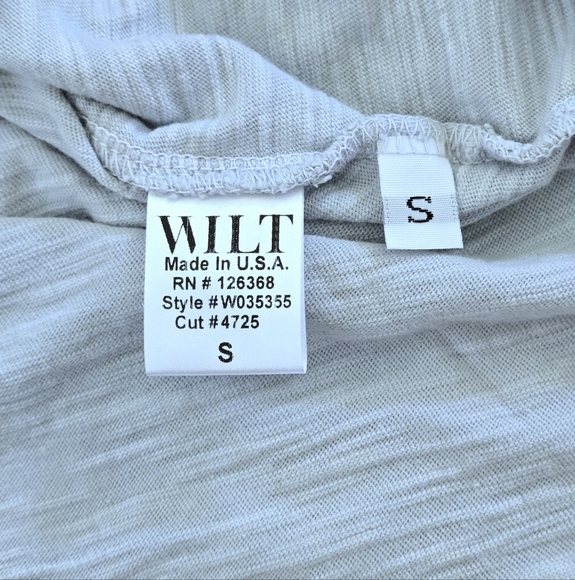 WILT
Made In U.S.A.
RN # 126368
Style #W035355
Cut #4725
S
S